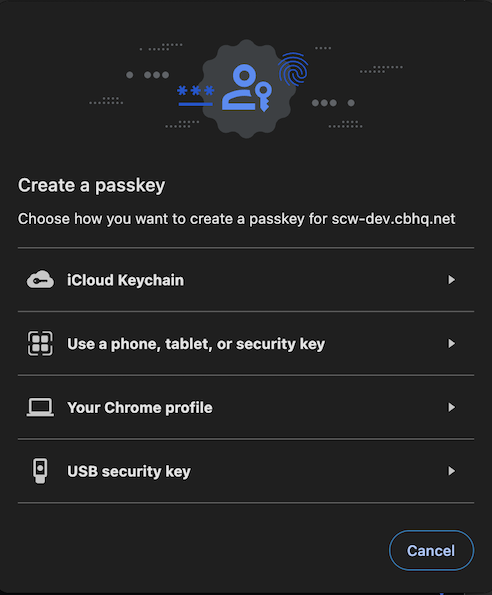 ***
Create a passkey
Choose how you want to create a passkey for scw-dev.cbhq.net
iCloud Keychain
Use a phone, tablet, or security key
Your Chrome profile
USB security key
Cancel